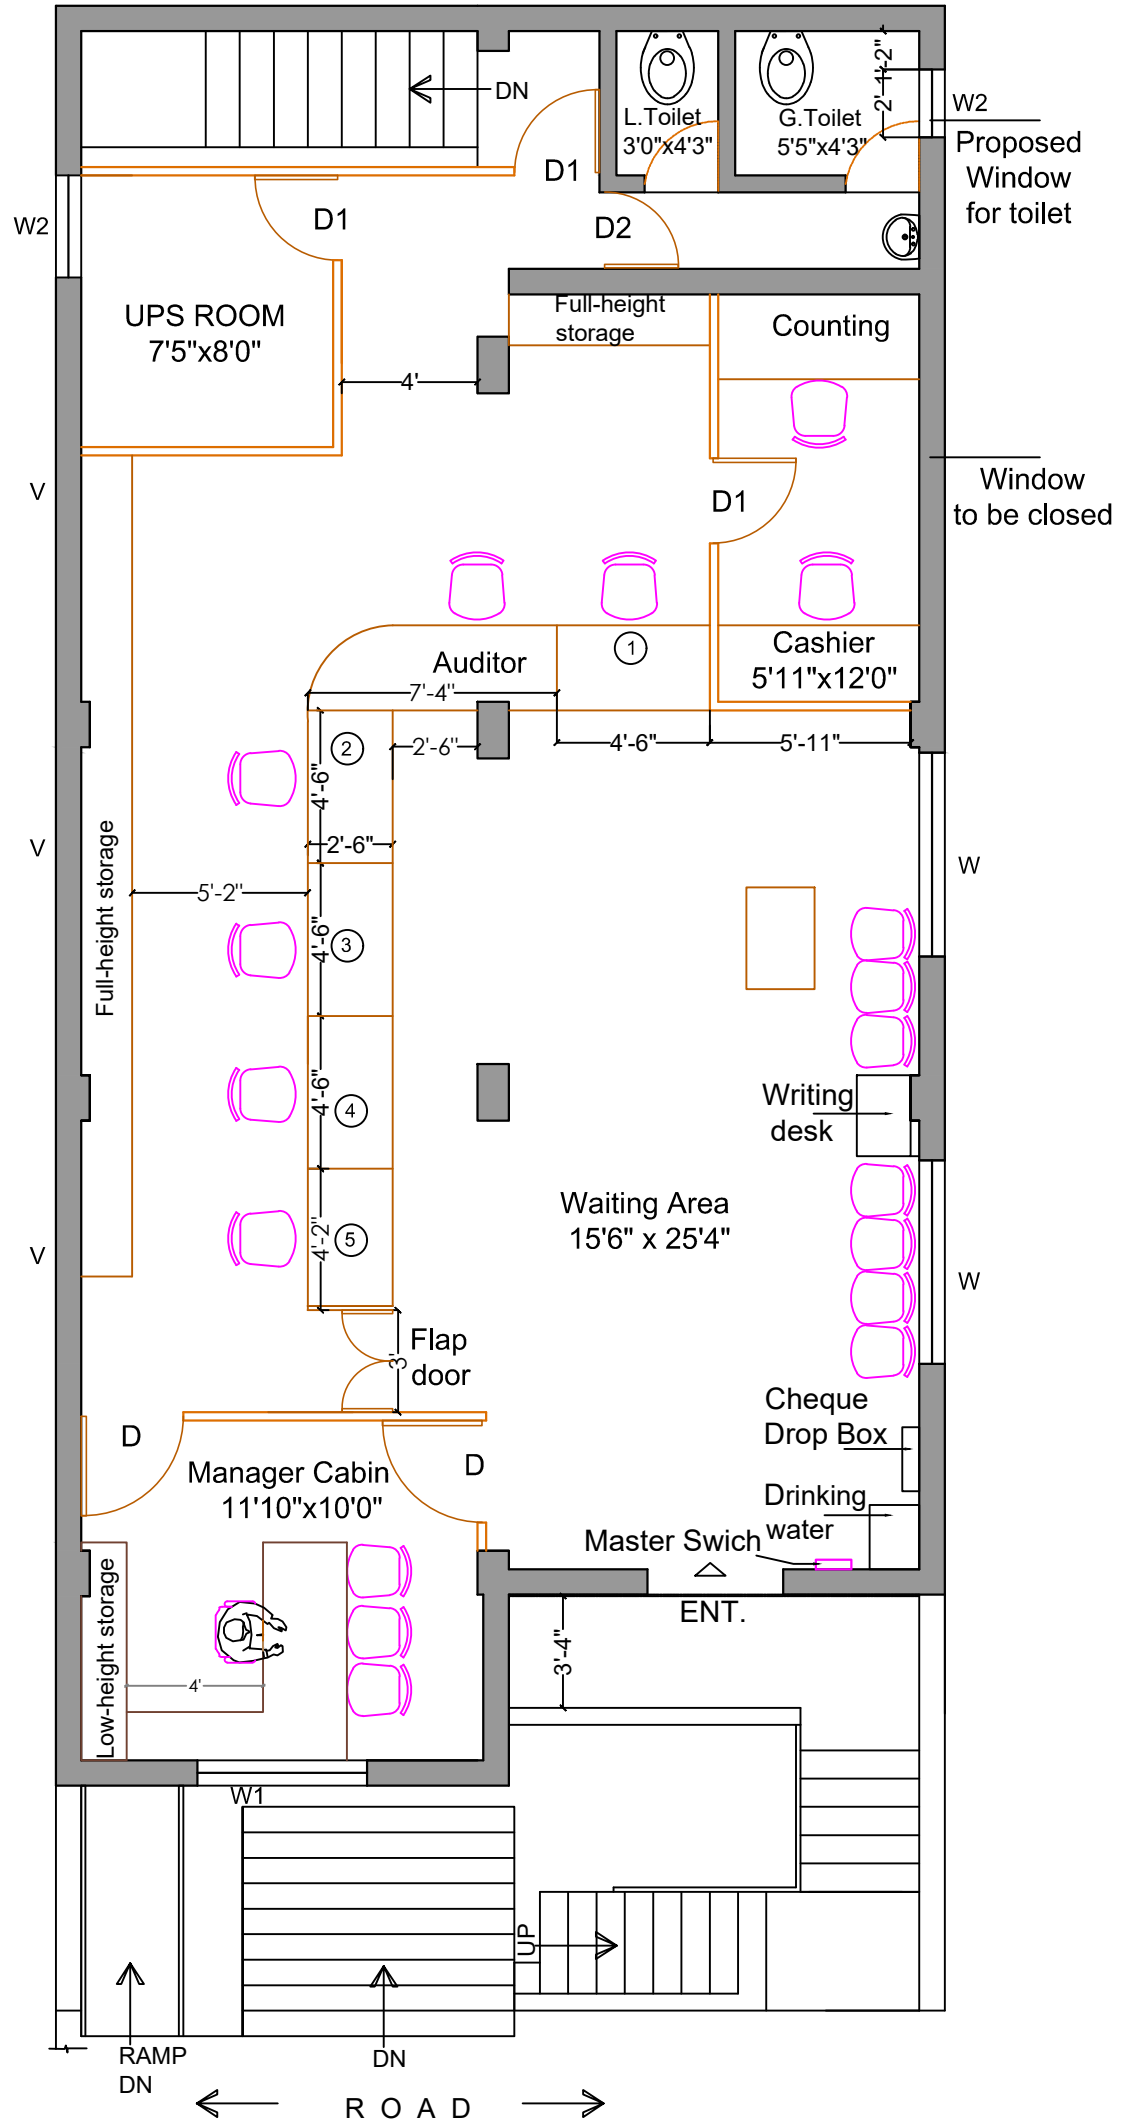 DN
L.Toilet
3'0"x4'3"
G.Toilet
5'5"x4'3"
1'-2"
2'
W2
Proposed
Window
for toilet
D1
W2
D1
D2
UPS ROOM
7'5"x8'0"
Full-height
storage
Counting
4'
V
Window
to be closed
D1
1
Auditor
Cashier
5'11"x12'0"
7'-4"
2
2'-6"
4'-6"
5'-11"
4'-6"
2'-6"
V
W
Full-height storage
5'-2"
4'-6"
3
4'-6"
4
Writing
desk
Waiting Area
15'6" x 25'4"
V
4'-2"
5
W
Flap
door
3'
Cheque
Drop Box
D
D
Manager Cabin
11'10"x10'0"
Drinking
water
Master Swich
ENT.
Low-height storage
3'-4"
4'
W1
UP
RAMP
DN
DN
ROAD